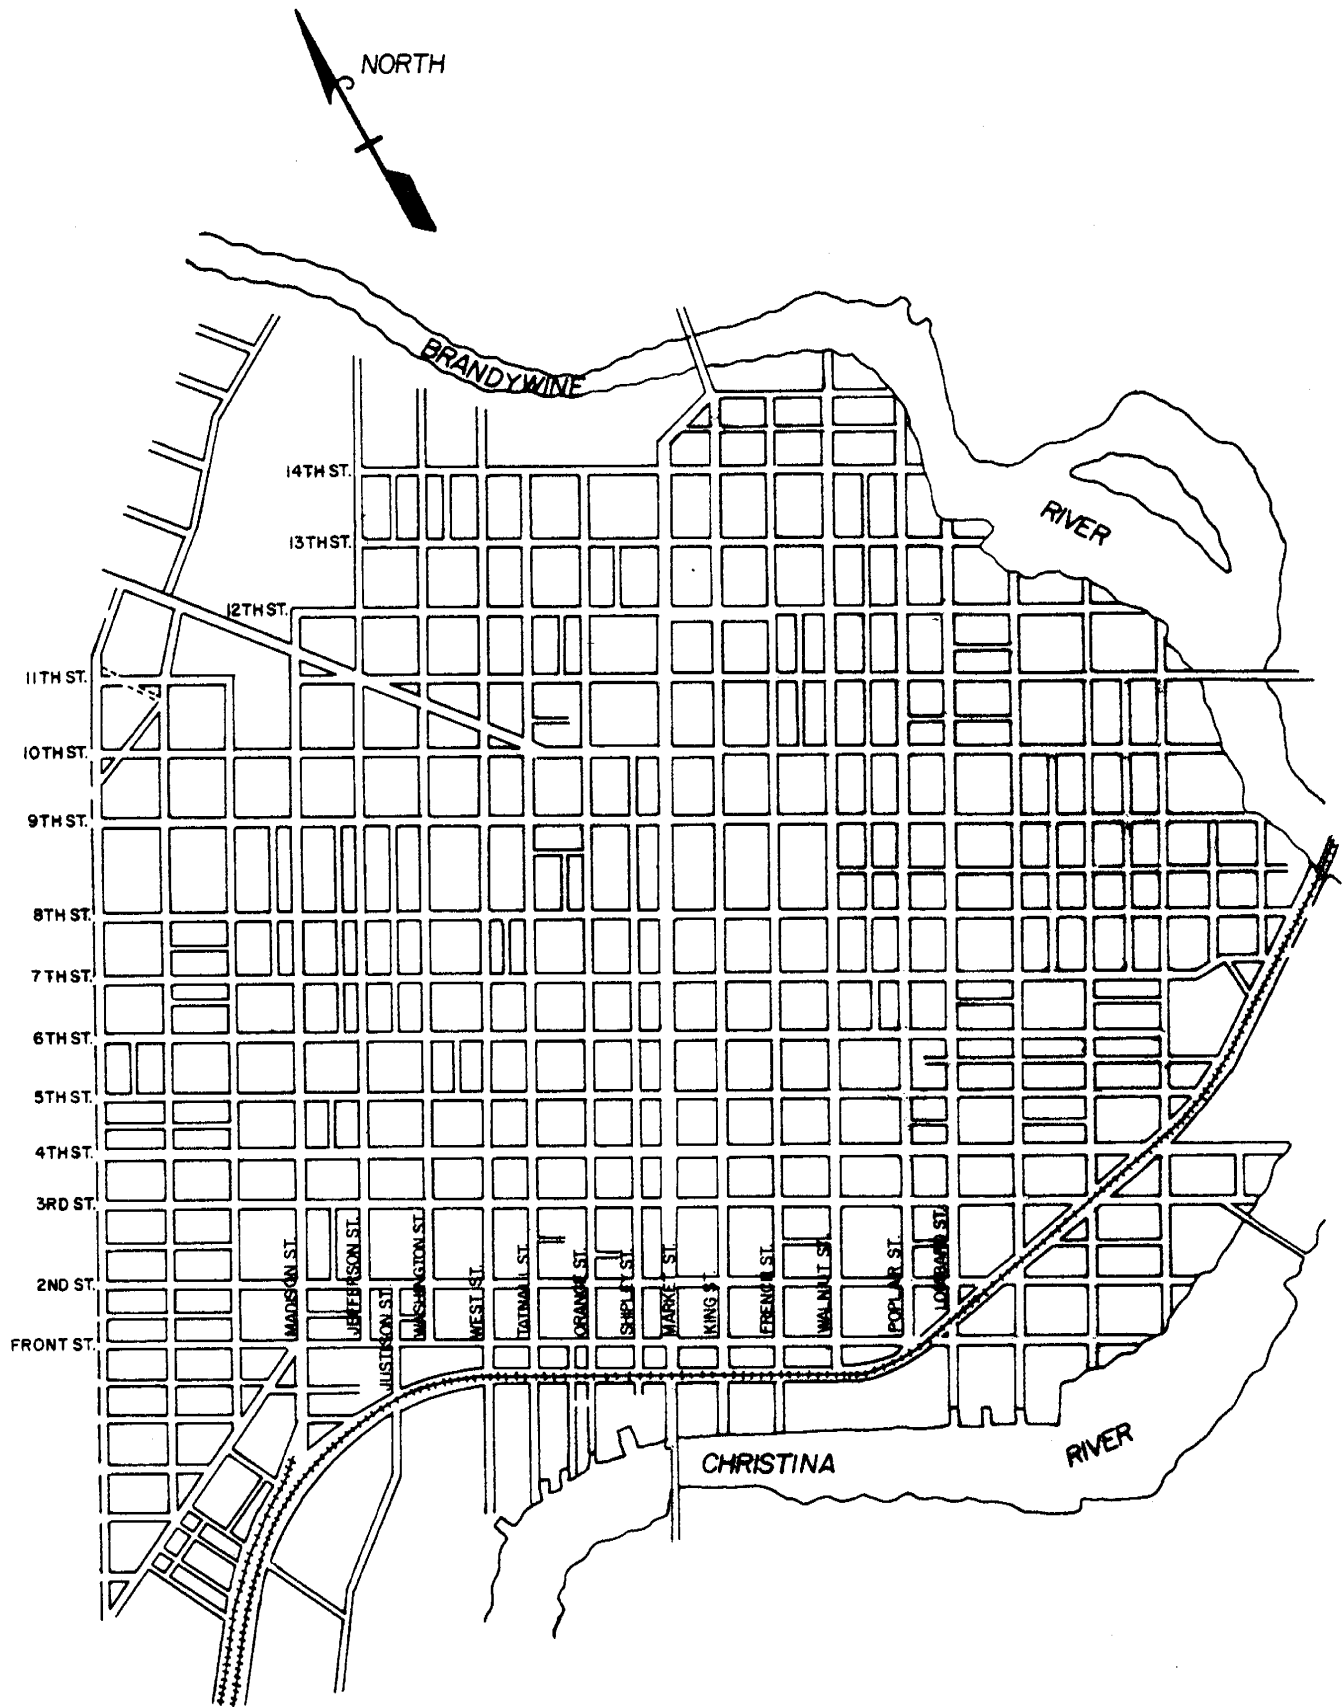 NORTH
BRANDYWINE
RIVER
14TH ST.
13TH ST.
12TH ST.
11TH ST.
10TH ST.
9TH ST.
8TH ST.
7TH ST.
6TH ST.
5TH ST.
4TH ST.
3RD ST.
2ND ST.
FRONT ST.
MADISON ST.
JEFFERSON ST.
JUSTISON ST.
WASHINGTON ST.
WEST ST.
TATNALL ST.
ORANGE ST.
SHIPLEY ST.
MARKET ST.
KING ST.
FRENCH ST.
WALNUT ST.
POPLAR ST.
LOMBARD ST.
CHRISTINA
RIVER